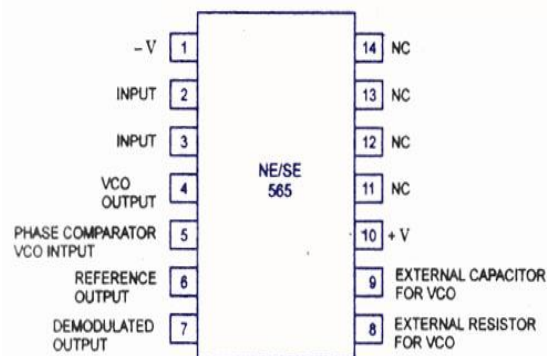 – V 1
INPUT 2
INPUT 3
VCO
OUTPUT 4
PHASE COMPARATOR
VCO INTPUT 5
REFERENCE
OUTPUT 6
DEMODULATED
OUTPUT 7
NE/SE
565
14 NC
13 NC
12 NC
11 NC
10 + V
9 EXTERNAL CAPACITOR
FOR VCO
8 EXTERNAL RESISTOR
FOR VCO